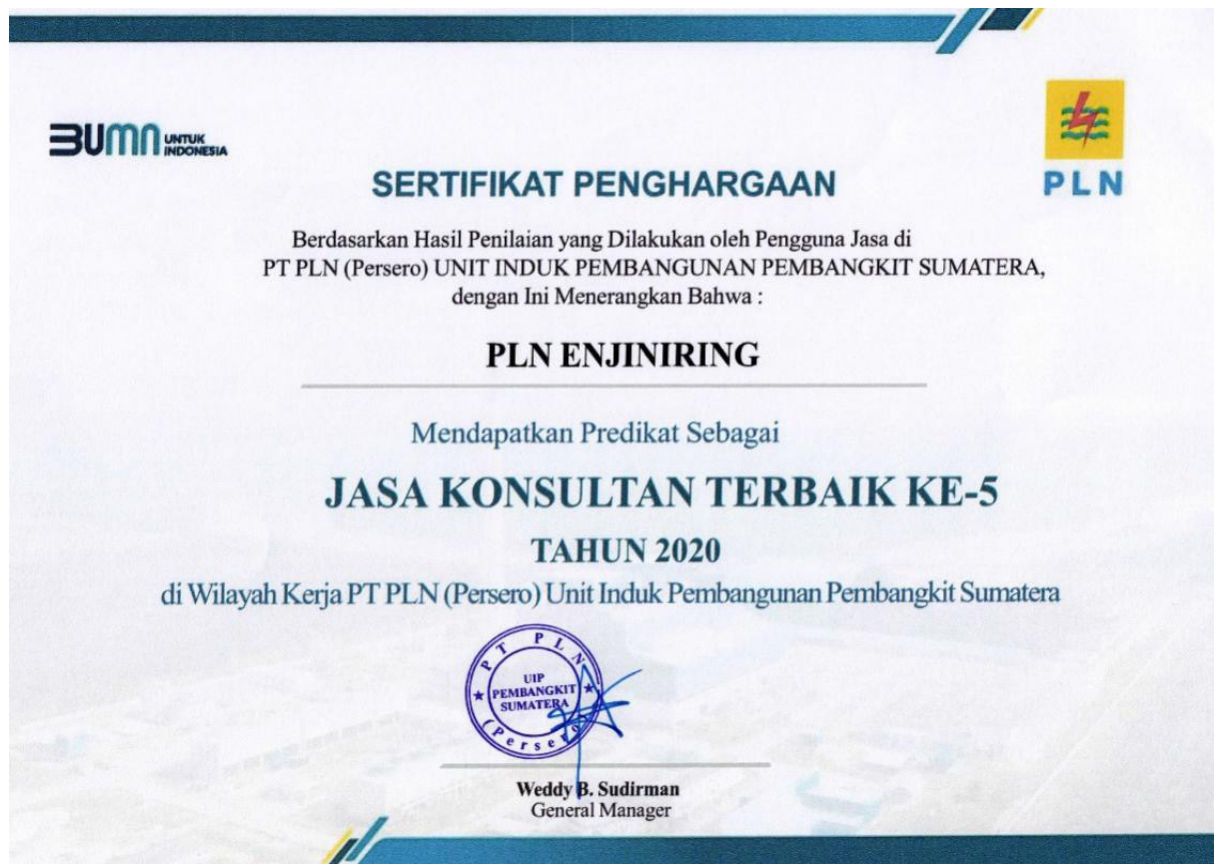 BUMN UNTUK
INDONESIA
PLN
SERTIFIKAT PENGHARGAAN
Berdasarkan Hasil Penilaian yang Dilakukan oleh Pengguna Jasa di
PT PLN (Persero) UNIT INDUK PEMBANGUNAN PEMBANGKIT SUMATERA,
dengan Ini Menerangkan Bahwa :
PLN ENJINIRING
Mendapatkan Predikat Sebagai
JASA KONSULTAN TERBAIK KE-5
TAHUN 2020
di Wilayah Kerja PT PLN (Persero) Unit Induk Pembangunan Pembangkit Sumatera
PT PLN
UIP
PEMBANGKIT
SUMATERA
(Persero)
Weddy B. Sudirman
General Manager